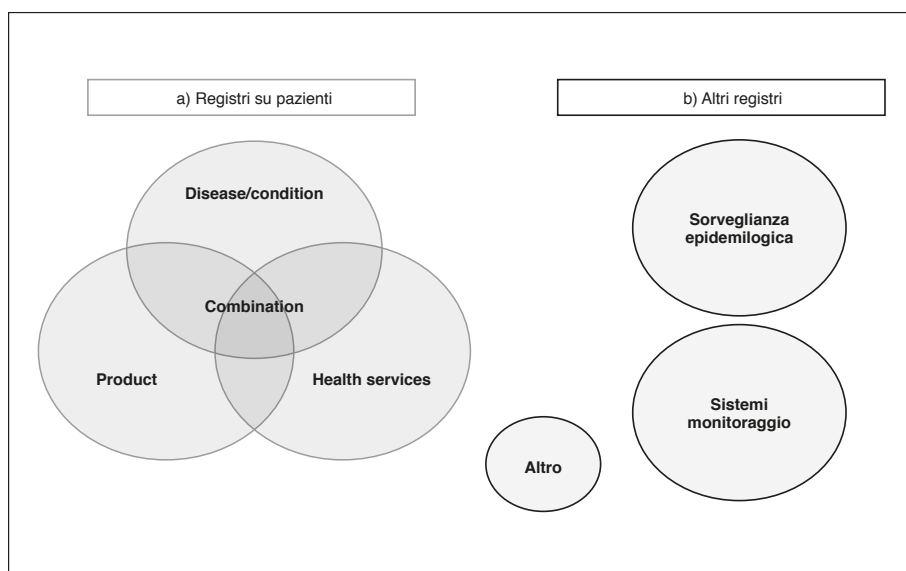 a) Registri su pazienti
Disease/condition
Combination
Product
Health services
b) Altri registri
Sorveglianza
epidemilogica
Sistemi
monitoraggio
Altro